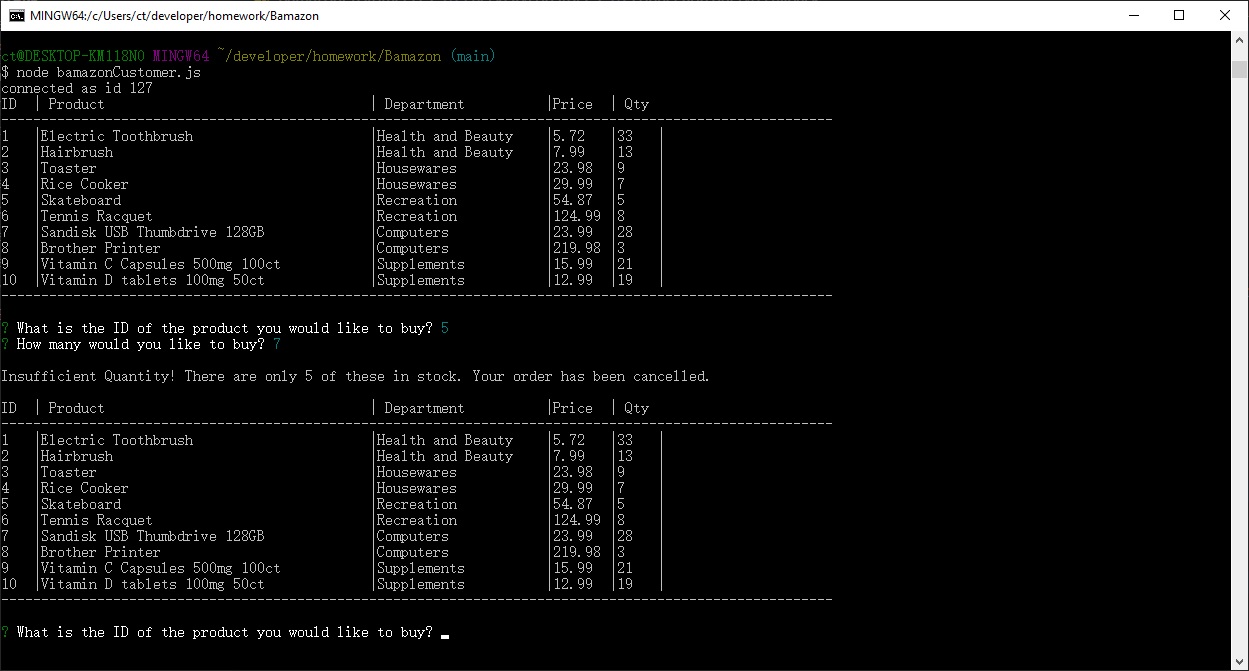 MINGW64:/c/Users/ct/developer/homework/Bamazon
ct@DESKTOP-KM118N0 MINGW64 ~/developer/homework/Bamazon (main)
$ node bamazonCustomer.js
connected as id 127
ID | Product | Department |Price | Qty
--------------------------------------------------------------------------------------------------------
1 |Electric Toothbrush |Health and Beauty |5.72 |33 |
2 |Hairbrush |Health and Beauty |7.99 |13 |
3 |Toaster |Housewares |23.98 |9 |
4 |Rice Cooker |Housewares |29.99 |7 |
5 |Skateboard |Recreation |54.87 |5 |
6 |Tennis Racquet |Recreation |124.99 |8 |
7 |Sandisk USB Thumbdrive 128GB |Computers |23.99 |28 |
8 |Brother Printer |Computers |219.98 |3 |
9 |Vitamin C Capsules 500mg 100ct |Supplements |15.99 |21 |
10 |Vitamin D tablets 100mg 50ct |Supplements |12.99 |19 |
--------------------------------------------------------------------------------------------------------
? What is the ID of the product you would like to buy? 5
? How many would you like to buy? 7
Insufficient Quantity! There are only 5 of these in stock. Your order has been cancelled.
ID | Product | Department |Price | Qty
--------------------------------------------------------------------------------------------------------
1 |Electric Toothbrush |Health and Beauty |5.72 |33 |
2 |Hairbrush |Health and Beauty |7.99 |13 |
3 |Toaster |Housewares |23.98 |9 |
4 |Rice Cooker |Housewares |29.99 |7 |
5 |Skateboard |Recreation |54.87 |5 |
6 |Tennis Racquet |Recreation |124.99 |8 |
7 |Sandisk USB Thumbdrive 128GB |Computers |23.99 |28 |
8 |Brother Printer |Computers |219.98 |3 |
9 |Vitamin C Capsules 500mg 100ct |Supplements |15.99 |21 |
10 |Vitamin D tablets 100mg 50ct |Supplements |12.99 |19 |
--------------------------------------------------------------------------------------------------------
? What is the ID of the product you would like to buy?